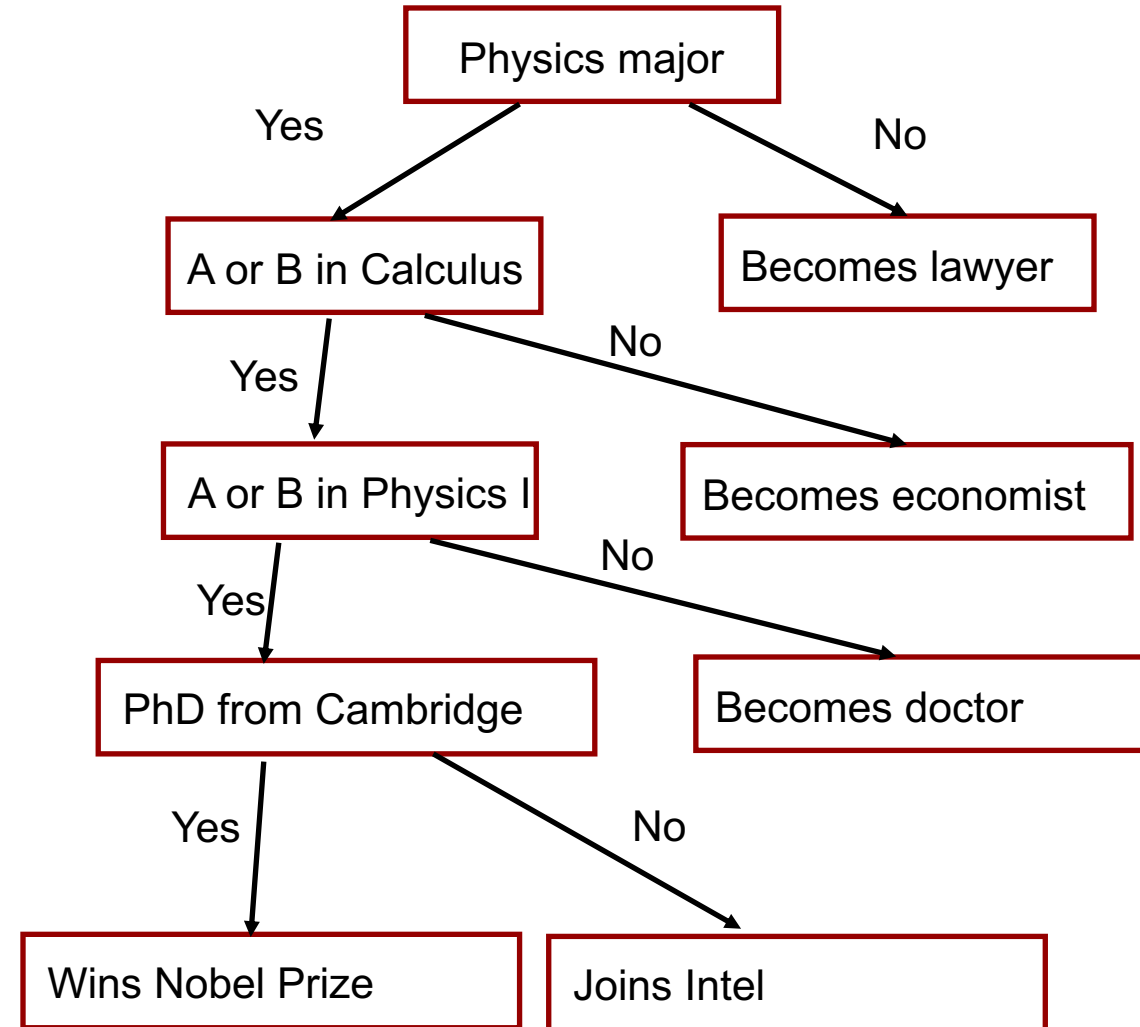 Physics major
Yes
No
A or B in Calculus
Becomes lawyer
Yes
No
A or B in Physics I
Becomes economist
Yes
No
PhD from Cambridge
Becomes doctor
Yes
No
Wins Nobel Prize
Joins Intel